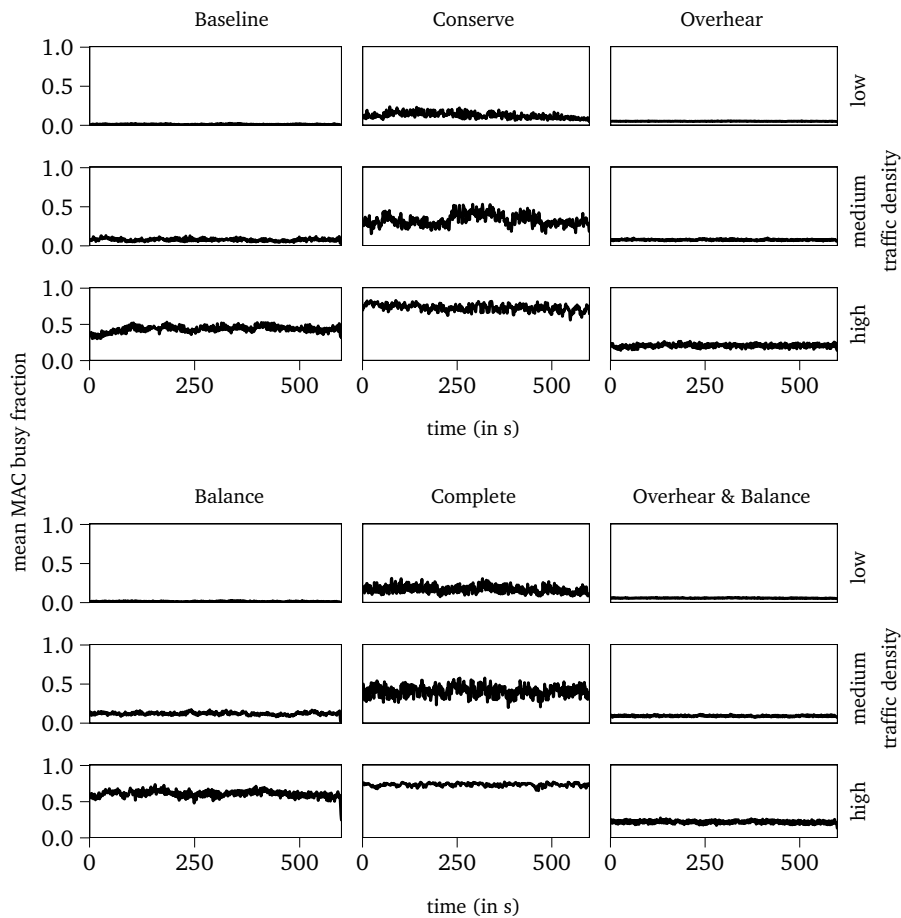 Baseline Conserve Overhear
1.0
0.5
0.0
low
1.0
0.5
0.0
medium
1.0
0.5
0.0
high
traffic density
0 250 500 0 250 500 0 250 500
time (in s)
mean MAC busy fraction
Balance Complete Overhear & Balance
1.0
0.5
0.0
low
1.0
0.5
0.0
medium
1.0
0.5
0.0
high
traffic density
0 250 500 0 250 500 0 250 500
time (in s)